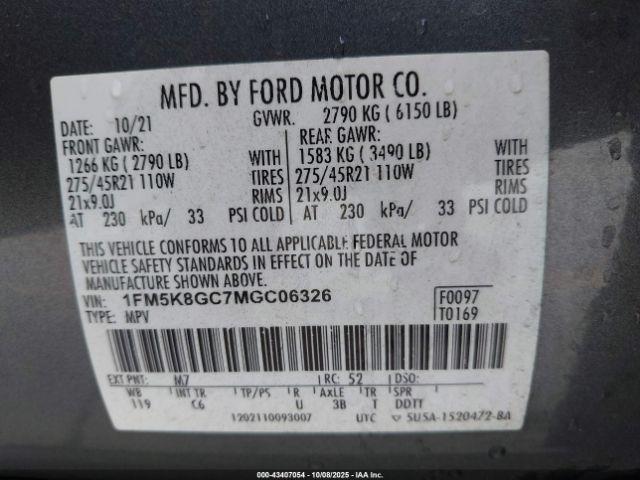 MFD. BY FORD MOTOR CO.
DATE: 10/21 GVWR. 2790 KG ( 6150 LB)
FRONT GAWR: REAR GAWR:
1266 KG ( 2790 LB) WITH 1583 KG ( 3490 LB) WITH
275/45R21 110W TIRES 275/45R21 110W TIRES
21x9.0J RIMS 21x9.0J RIMS
AT 230 kPa/ 33 PSI COLD AT 230 kPa/ 33 PSI COLD
THIS VEHICLE CONFORMS TO ALL APPLICABLE FEDERAL MOTOR
VEHICLE SAFETY STANDARDS IN EFFECT ON THE DATE OF
MANUFACTURE SHOWN ABOVE.
VIN: 1FM5K8GC7MGC06326 F0097
TYPE: MPV T0169
EXT PNT: M7 RC: 52 DSO:
WB INT TR TP/PS R AXLE TR SPR
119 C6 U 3B T DDTT
1202110093007 UTC 5USA-1520472-BA
000-43407054 - 10/08/2025 - IAAI.COM